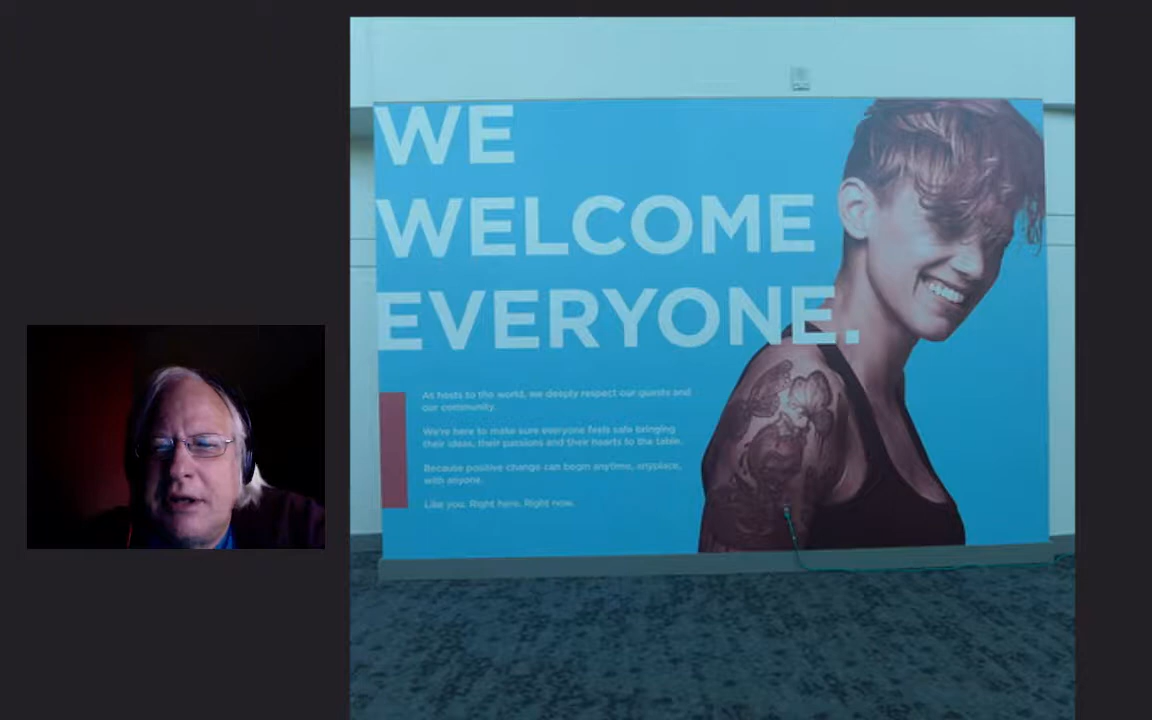 WE
WELCOME
EVERYONE.
As hosts to the world, we deeply respect our guests and
our community.
We're here to make sure everyone feels safe bringing
their ideas, their passions and their hearts to the table.
Because positive change can begin anytime, anyplace,
with anyone.
Like you. Right here. Right now.